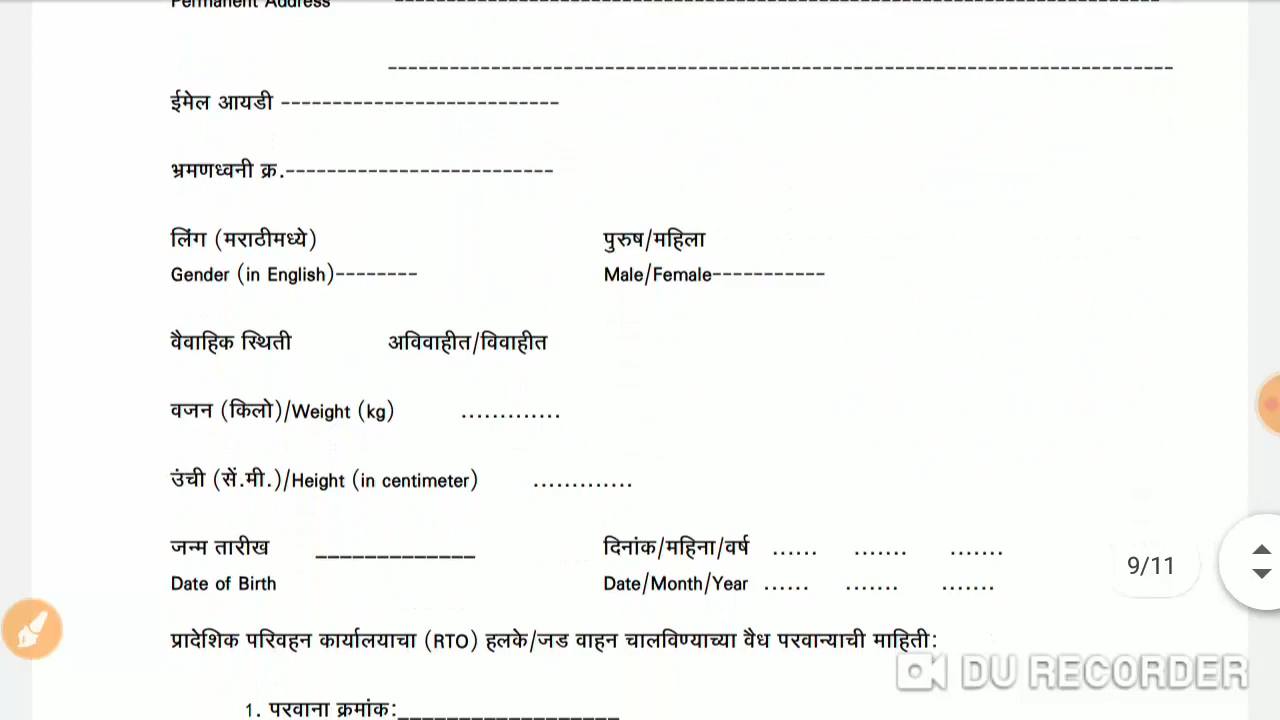 Permanent Address -----------------------------------------------------------------------------
-----------------------------------------------------------------------------
ईमेल आयडी ---------------------------
भ्रमणध्वनी क्र.--------------------------
लिंग (मराठीमध्ये) पुरुष/महिला
Gender (in English)-------- Male/Female-----------
वैवाहिक स्थिती अविवाहीत/विवाहीत
वजन (किलो)/Weight (kg) .............
उंची (सें.मी.)/Height (in centimeter) .............
जन्म तारीख _____________ दिनांक/महिना/वर्ष ...... ....... .......
Date of Birth Date/Month/Year ...... ....... .......
9/11
प्रादेशिक परिवहन कार्यालयाचा (RTO) हलके/जड वाहन चालविण्याच्या वैध परवान्याची माहिती:
DU RECORDER
1. परवाना क्रमांक:__________________